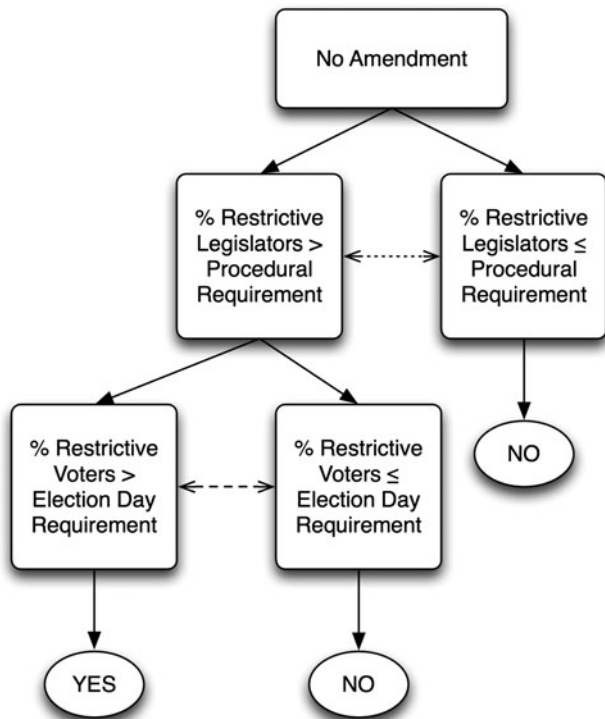 No Amendment
% Restrictive
Legislators >
Procedural
Requirement
% Restrictive
Legislators ≤
Procedural
Requirement
% Restrictive
Voters >
Election Day
Requirement
% Restrictive
Voters ≤
Election Day
Requirement
NO
YES
NO